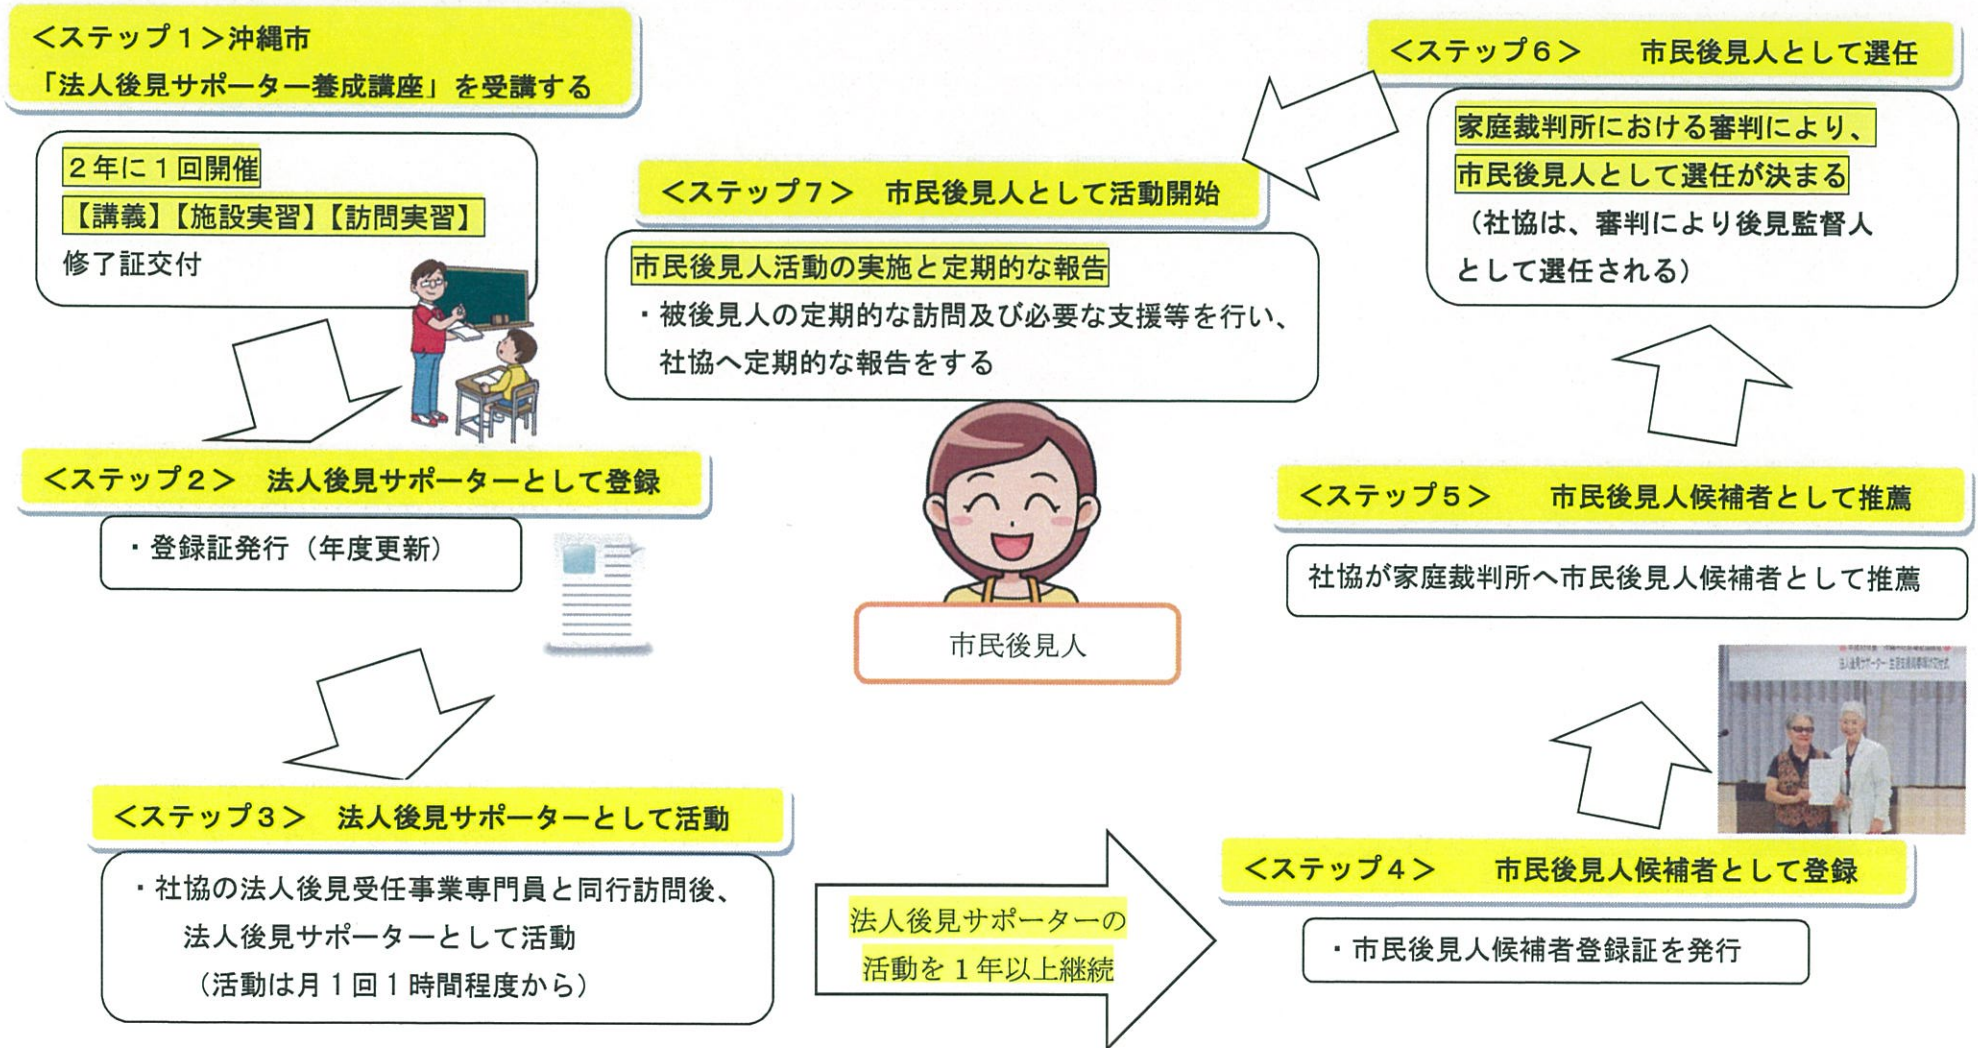 ＜ステップ１＞沖縄市
「法人後見サポーター養成講座」を受講する
２年に１回開催
【講義】【施設実習】【訪問実習】
修了証交付
＜ステップ２＞　法人後見サポーターとして登録
・登録証発行（年度更新）
＜ステップ３＞　法人後見サポーターとして活動
・社協の法人後見受任事業専門員と同行訪問後、
法人後見サポーターとして活動
（活動は月１回１時間程度から）
法人後見サポーターの
活動を１年以上継続
＜ステップ４＞　　市民後見人候補者として登録
・市民後見人候補者登録証を発行
＜ステップ５＞　　市民後見人候補者として推薦
社協が家庭裁判所へ市民後見人候補者として推薦
＜ステップ６＞　　市民後見人として選任
家庭裁判所における審判により、
市民後見人として選任が決まる
（社協は、審判により後見監督人
として選任される）
＜ステップ７＞　市民後見人として活動開始
市民後見人活動の実施と定期的な報告
・被後見人の定期的な訪問及び必要な支援等を行い、
社協へ定期的な報告をする
市民後見人